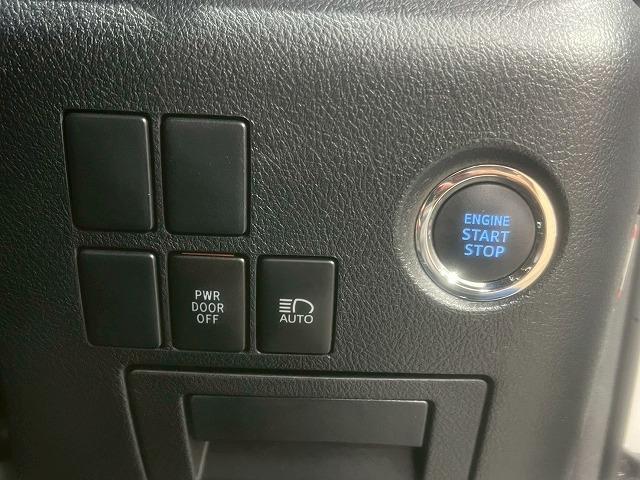 ENGINE
START
STOP
PWR
DOOR
OFF
AUTO